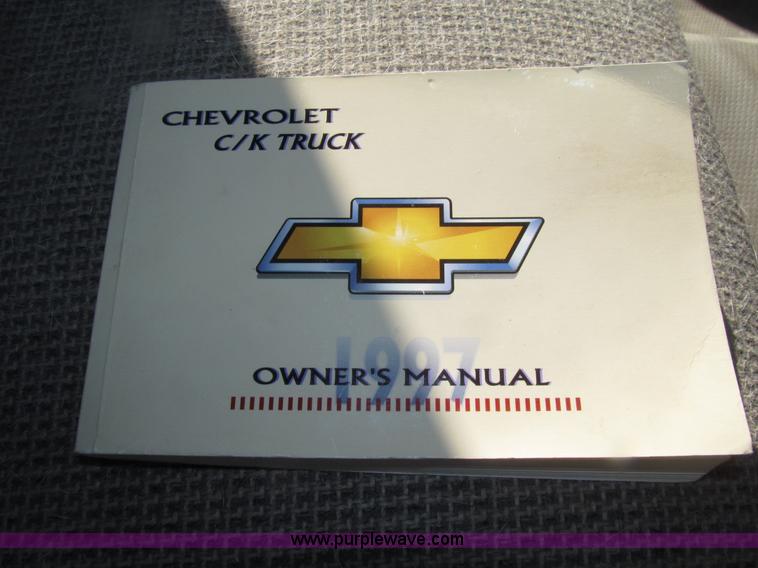 CHEVROLET
C/K TRUCK
1997
OWNER'S MANUAL
www.purplewave.com